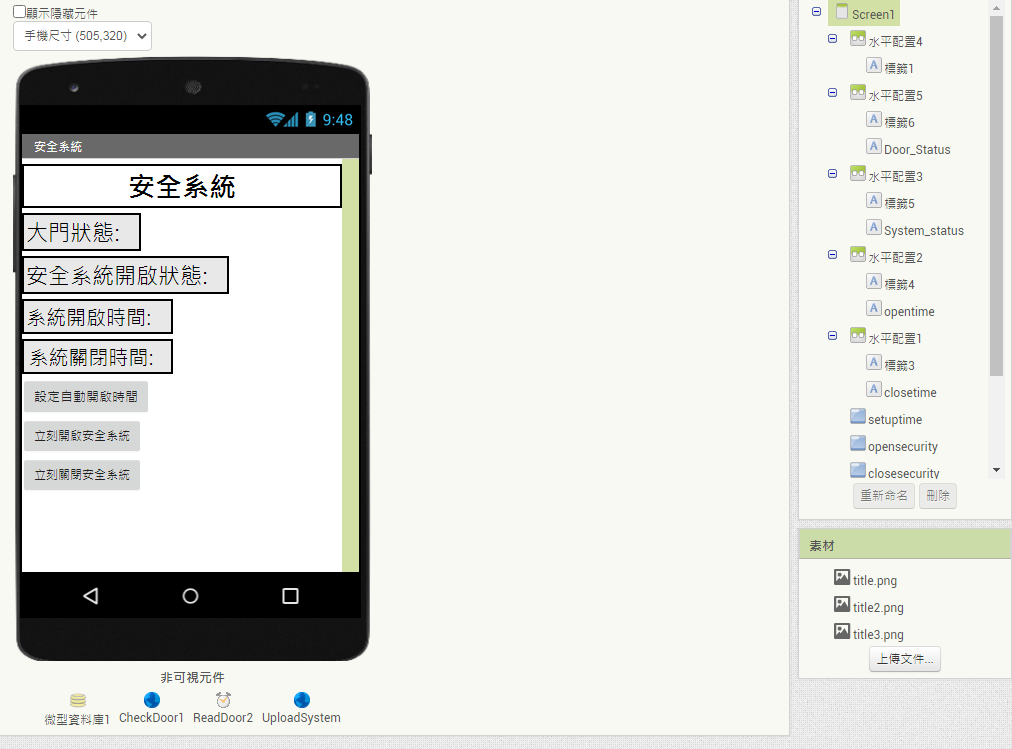 顯示隱藏元件
手機尺寸 (505,320)
9:48
安全系統
安全系統
大門狀態:
安全系統開啟狀態:
系統開啟時間:
系統關閉時間:
設定自動開啟時間
立刻開啟安全系統
立刻關閉安全系統
非可視元件
微型資料庫1
CheckDoor1
ReadDoor2
UploadSystem
Screen1
水平配置4
標籤1
水平配置5
標籤6
Door_Status
水平配置3
標籤5
System_status
水平配置2
標籤4
opentime
水平配置1
標籤3
closetime
setuptime
opensecurity
closesecurity
重新命名
刪除
素材
title.png
title2.png
title3.png
上傳文件...